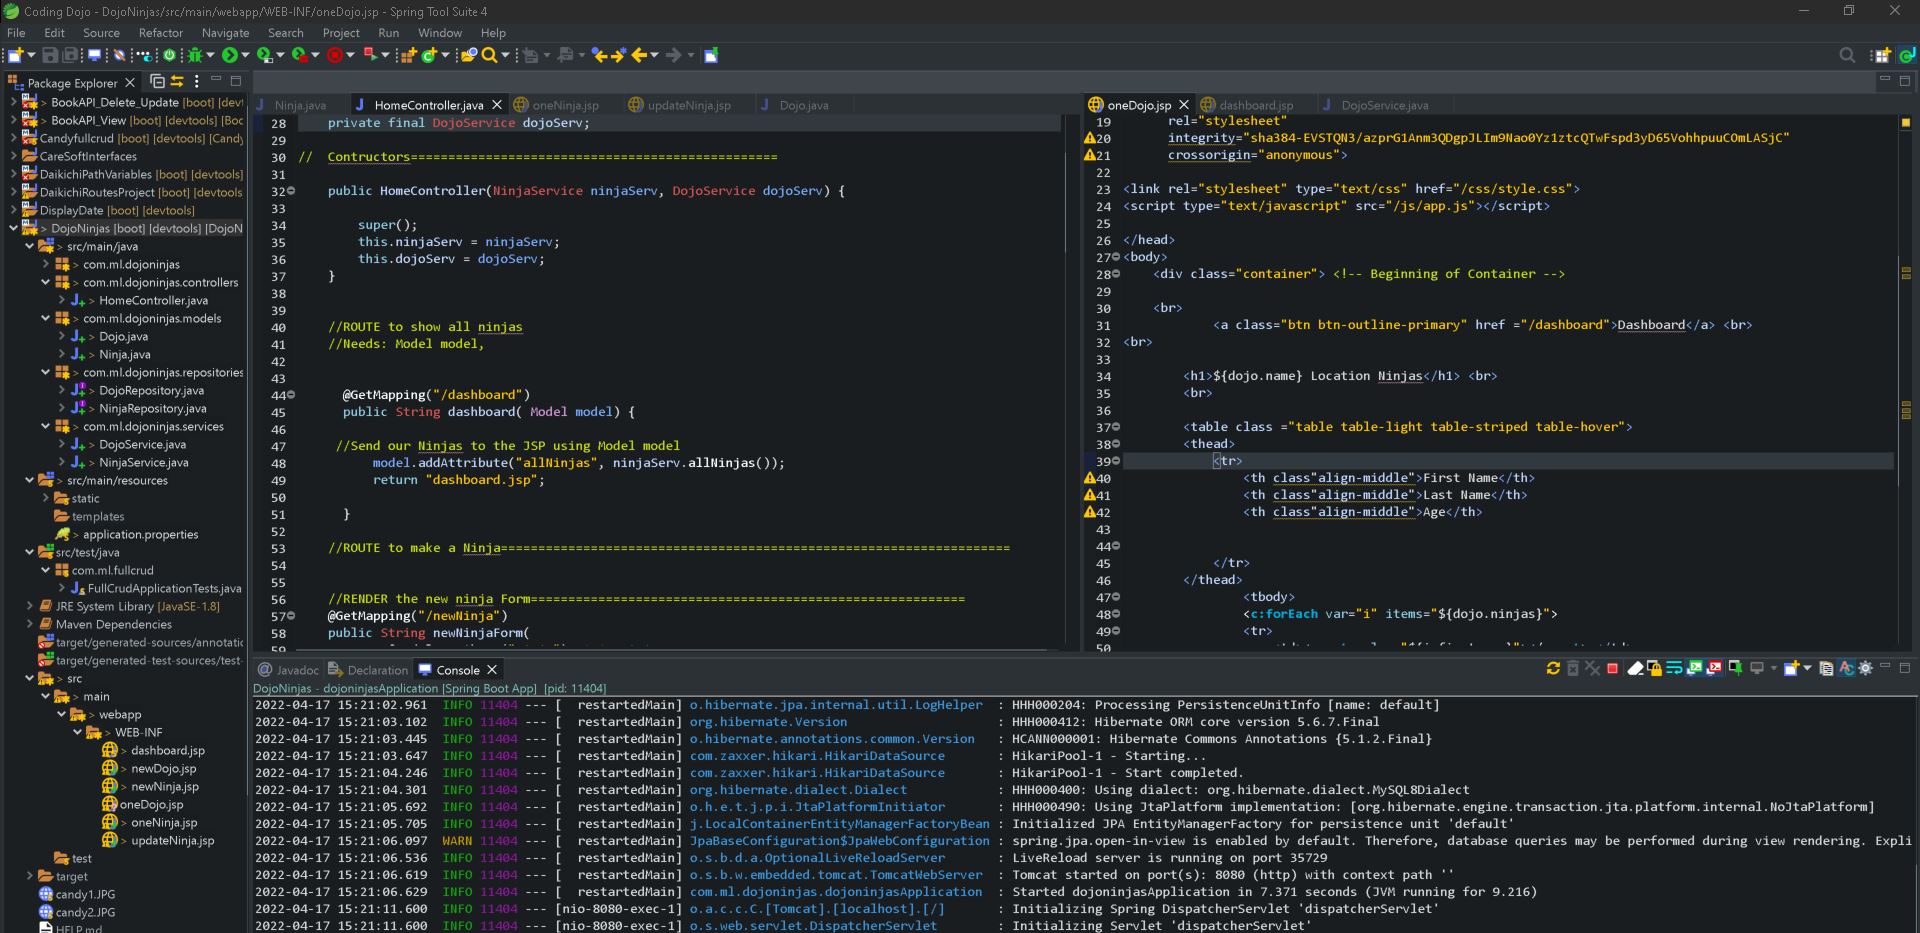 Coding Dojo - DojoNinjas/src/main/webapp/WEB-INF/oneDojo.jsp - Spring Tool Suite 4
File Edit Source Refactor Navigate Search Project Run Window Help
Package Explorer
> BookAPI_Delete_Update [boot] [dev
> BookAPI_View [boot] [devtools] [Boo
Candyfullcrud [boot] [devtools] [Candy
CareSoftInterfaces
DaikichiPathVariables [boot] [devtools]
DaikichiRoutesProject [boot] [devtools
DisplayDate [boot] [devtools]
> DojoNinjas [boot] [devtools] [DojoN
> src/main/java
> com.ml.dojoninjas
> com.ml.dojoninjas.controllers
> HomeController.java
> com.ml.dojoninjas.models
> Dojo.java
> Ninja.java
> com.ml.dojoninjas.repositories
> DojoRepository.java
> NinjaRepository.java
> com.ml.dojoninjas.services
> DojoService.java
> NinjaService.java
> src/main/resources
> static
templates
> application.properties
src/test/java
com.ml.fullcrud
FullCrudApplicationTests.java
JRE System Library [JavaSE-1.8]
Maven Dependencies
target/generated-sources/annotatic
target/generated-test-sources/test-
> src
> main
> webapp
> WEB-INF
> dashboard.jsp
> newDojo.jsp
> newNinja.jsp
oneDojo.jsp
> oneNinja.jsp
> updateNinja.jsp
test
target
candy1.JPG
candy2.JPG
HELP.md
Ninja.java HomeController.java oneNinja.jsp updateNinja.jsp Dojo.java
28 private final DojoService dojoServ;
29
30 // Contructors=================================================
31
32 public HomeController(NinjaService ninjaServ, DojoService dojoServ) {
33
34 super();
35 this.ninjaServ = ninjaServ;
36 this.dojoServ = dojoServ;
37 }
38
39
40 //ROUTE to show all ninjas
41 //Needs: Model model,
42
43
44 @GetMapping("/dashboard")
45 public String dashboard( Model model) {
46
47 //Send our Ninjas to the JSP using Model model
48 model.addAttribute("allNinjas", ninjaServ.allNinjas());
49 return "dashboard.jsp";
50
51 }
52
53 //ROUTE to make a Ninja====================================================================
54
55
56 //RENDER the new ninja Form==========================================================
57 @GetMapping("/newNinja")
58 public String newNinjaForm(
59
oneDojo.jsp dashboard.jsp DojoService.java
19 rel="stylesheet"
20 integrity="sha384-EVSTQN3/azprG1Anm3QDgpJLIm9Nao0Yz1ztcQTwFspd3yD65VohhpuuCOmLASjC"
21 crossorigin="anonymous">
22
23 <link rel="stylesheet" type="text/css" href="/css/style.css">
24 <script type="text/javascript" src="/js/app.js"></script>
25
26 </head>
27 <body>
28 <div class="container"> <!-- Beginning of Container -->
29
30 <br>
31 <a class="btn btn-outline-primary" href ="/dashboard">Dashboard</a> <br>
32 <br>
33
34 <h1>${dojo.name} Location Ninjas</h1> <br>
35 <br>
36
37 <table class ="table table-light table-striped table-hover">
38 <thead>
39 <tr>
40 <th class"align-middle">First Name</th>
41 <th class"align-middle">Last Name</th>
42 <th class"align-middle">Age</th>
43
44
45 </tr>
46 </thead>
47 <tbody>
48 <c:forEach var="i" items="${dojo.ninjas}">
49 <tr>
50
@ Javadoc Declaration Console
DojoNinjas - dojoninjasApplication [Spring Boot App] [pid: 11404]
2022-04-17 15:21:02.961 INFO 11404 --- [ restartedMain] o.hibernate.jpa.internal.util.LogHelper : HHH000204: Processing PersistenceUnitInfo [name: default]
2022-04-17 15:21:03.102 INFO 11404 --- [ restartedMain] org.hibernate.Version : HHH000412: Hibernate ORM core version 5.6.7.Final
2022-04-17 15:21:03.445 INFO 11404 --- [ restartedMain] o.hibernate.annotations.common.Version : HCANN000001: Hibernate Commons Annotations {5.1.2.Final}
2022-04-17 15:21:03.647 INFO 11404 --- [ restartedMain] com.zaxxer.hikari.HikariDataSource : HikariPool-1 - Starting...
2022-04-17 15:21:04.246 INFO 11404 --- [ restartedMain] com.zaxxer.hikari.HikariDataSource : HikariPool-1 - Start completed.
2022-04-17 15:21:04.301 INFO 11404 --- [ restartedMain] org.hibernate.dialect.Dialect : HHH000400: Using dialect: org.hibernate.dialect.MySQL8Dialect
2022-04-17 15:21:05.692 INFO 11404 --- [ restartedMain] o.h.e.t.j.p.i.JtaPlatformInitiator : HHH000490: Using JtaPlatform implementation: [org.hibernate.engine.transaction.jta.platform.internal.NoJtaPlatform]
2022-04-17 15:21:05.705 INFO 11404 --- [ restartedMain] j.LocalContainerEntityManagerFactoryBean : Initialized JPA EntityManagerFactory for persistence unit 'default'
2022-04-17 15:21:06.097 WARN 11404 --- [ restartedMain] JpaBaseConfiguration$JpaWebConfiguration : spring.jpa.open-in-view is enabled by default. Therefore, database queries may be performed during view rendering. Expli
2022-04-17 15:21:06.536 INFO 11404 --- [ restartedMain] o.s.b.d.a.OptionalLiveReloadServer : LiveReload server is running on port 35729
2022-04-17 15:21:06.619 INFO 11404 --- [ restartedMain] o.s.b.w.embedded.tomcat.TomcatWebServer : Tomcat started on port(s): 8080 (http) with context path ''
2022-04-17 15:21:06.629 INFO 11404 --- [ restartedMain] com.ml.dojoninjas.dojoninjasApplication : Started dojoninjasApplication in 7.371 seconds (JVM running for 9.216)
2022-04-17 15:21:11.600 INFO 11404 --- [nio-8080-exec-1] o.a.c.c.C.[Tomcat].[localhost].[/] : Initializing Spring DispatcherServlet 'dispatcherServlet'
2022-04-17 15:21:11.600 INFO 11404 --- [nio-8080-exec-1] o.s.web.servlet.DispatcherServlet : Initializing Servlet 'dispatcherServlet'